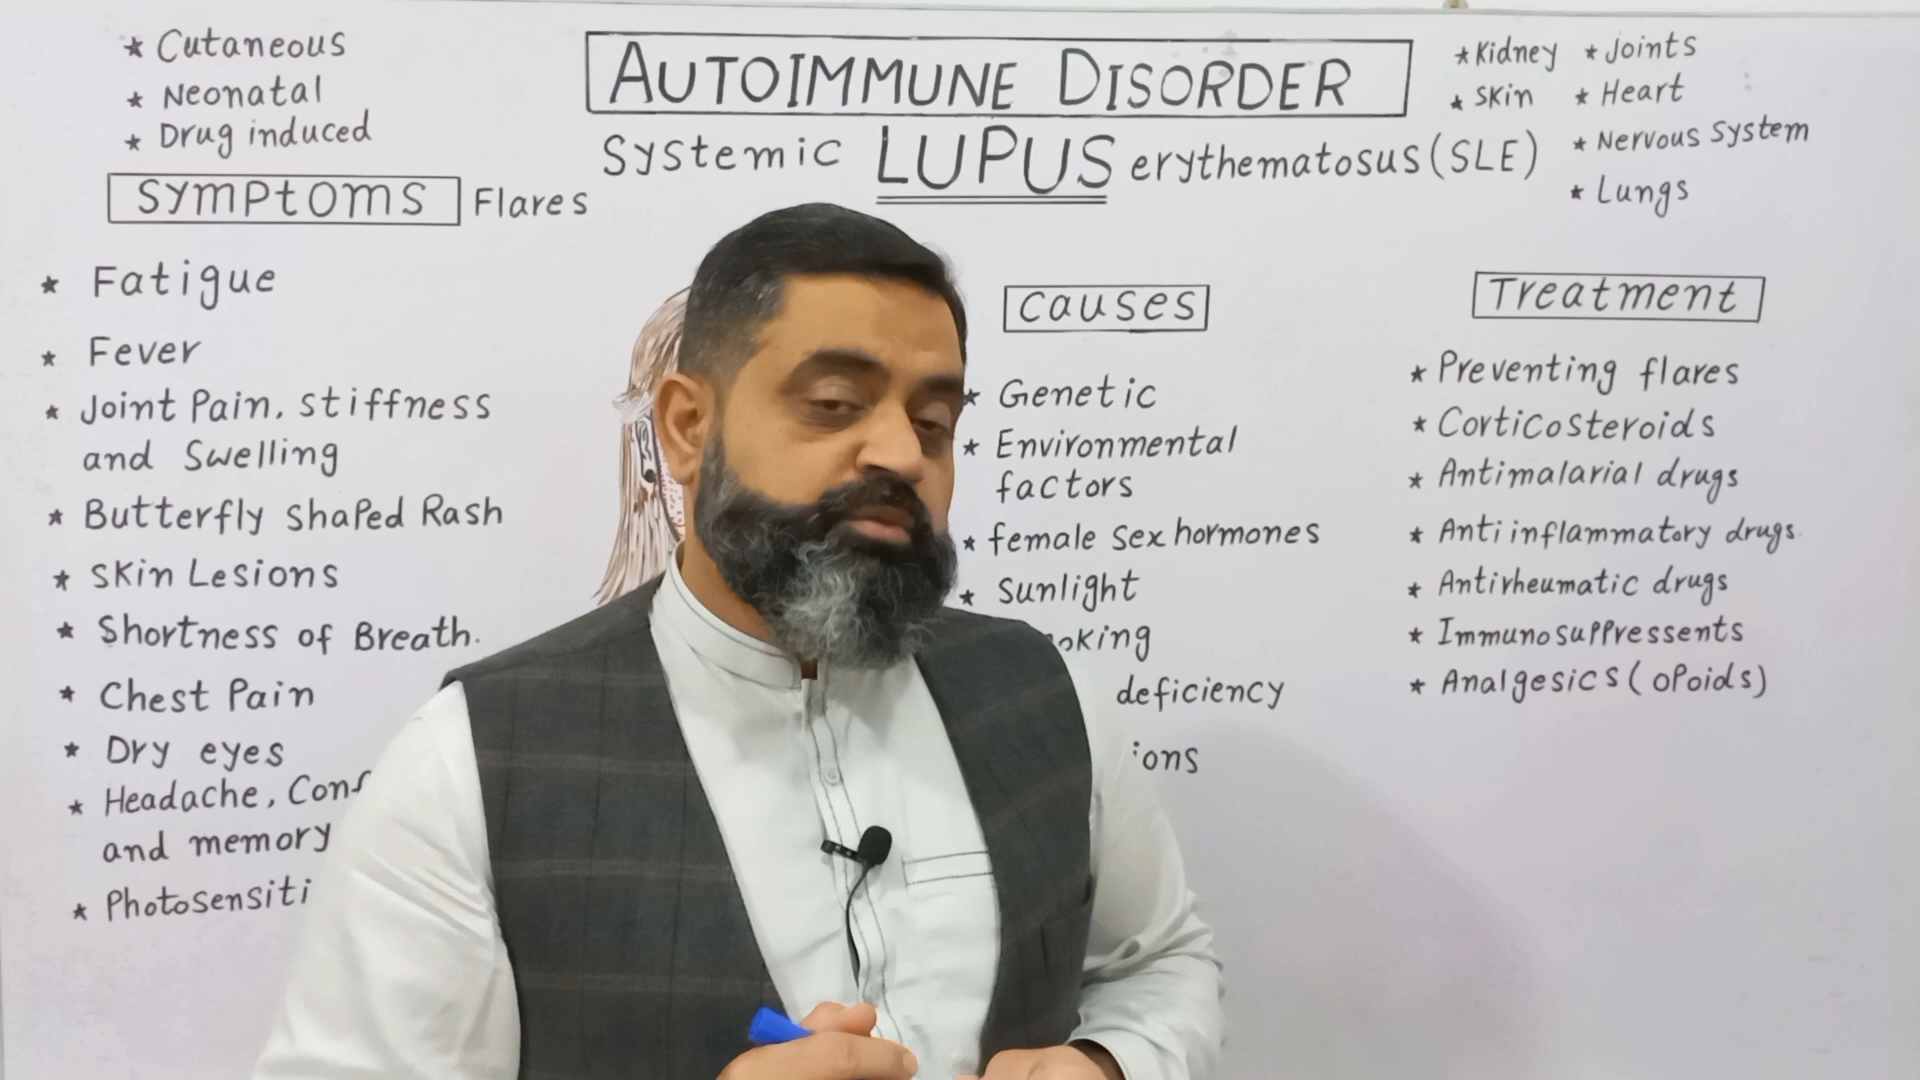 * Cutaneous
* Neonatal
* Drug induced
AUTOIMMUNE DISORDER
Systemic LUPUS erythematosus (SLE)
* Kidney * Joints
* Skin * Heart
* Nervous System
* Lungs
Symptoms Flares
* Fatigue
* Fever
* Joint Pain, stiffness
and Swelling
* Butterfly shaped Rash
* Skin Lesions
* Shortness of Breath.
* Chest Pain
* Dry eyes
* Headache,
and memory
*
Causes
* Genetic
* Environmental
factors
* female sex hormones
* Sunlight
deficiency
Treatment
* Preventing flares
* Corticosteroids
* Antimalarial drugs
* Anti inflammatory drugs.
* Antirheumatic drugs
* Immunosuppressents
* Analgesics (opoids)